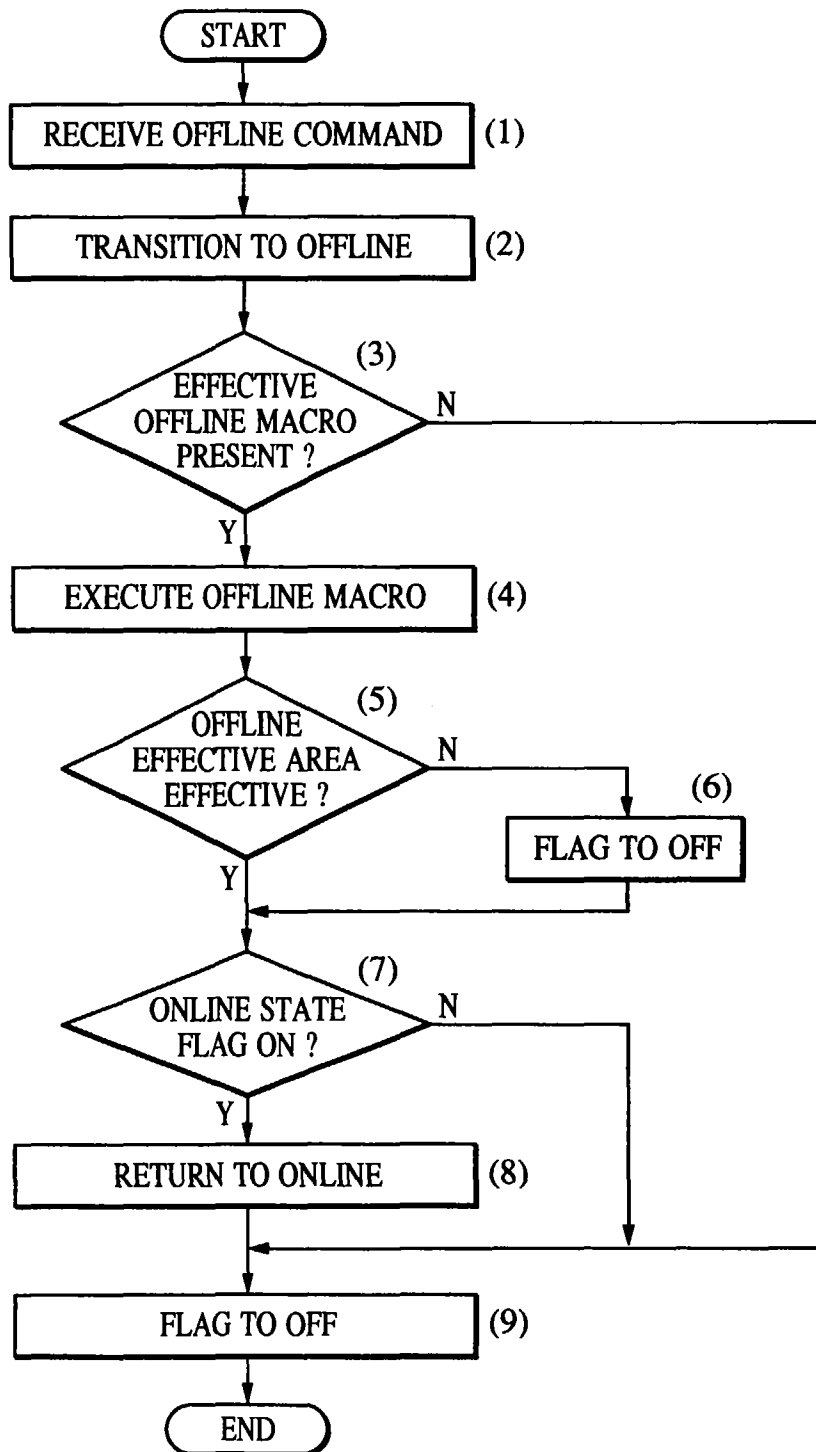 START
RECEIVE OFFLINE COMMAND (1)
TRANSITION TO OFFLINE (2)
(3)
EFFECTIVE
OFFLINE MACRO
PRESENT ?
N
Y
EXECUTE OFFLINE MACRO (4)
(5)
OFFLINE
EFFECTIVE AREA
EFFECTIVE ?
N
(6)
FLAG TO OFF
Y
(7)
ONLINE STATE
FLAG ON ?
N
Y
RETURN TO ONLINE (8)
FLAG TO OFF (9)
END